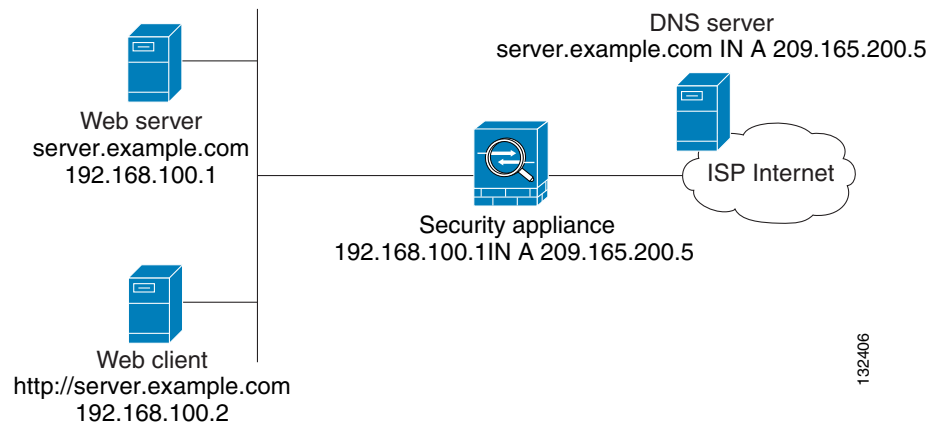 DNS server
server.example.com IN A 209.165.200.5
Web server
server.example.com
192.168.100.1
ISP Internet
Security appliance
192.168.100.1IN A 209.165.200.5
Web client
http://server.example.com
192.168.100.2
132406